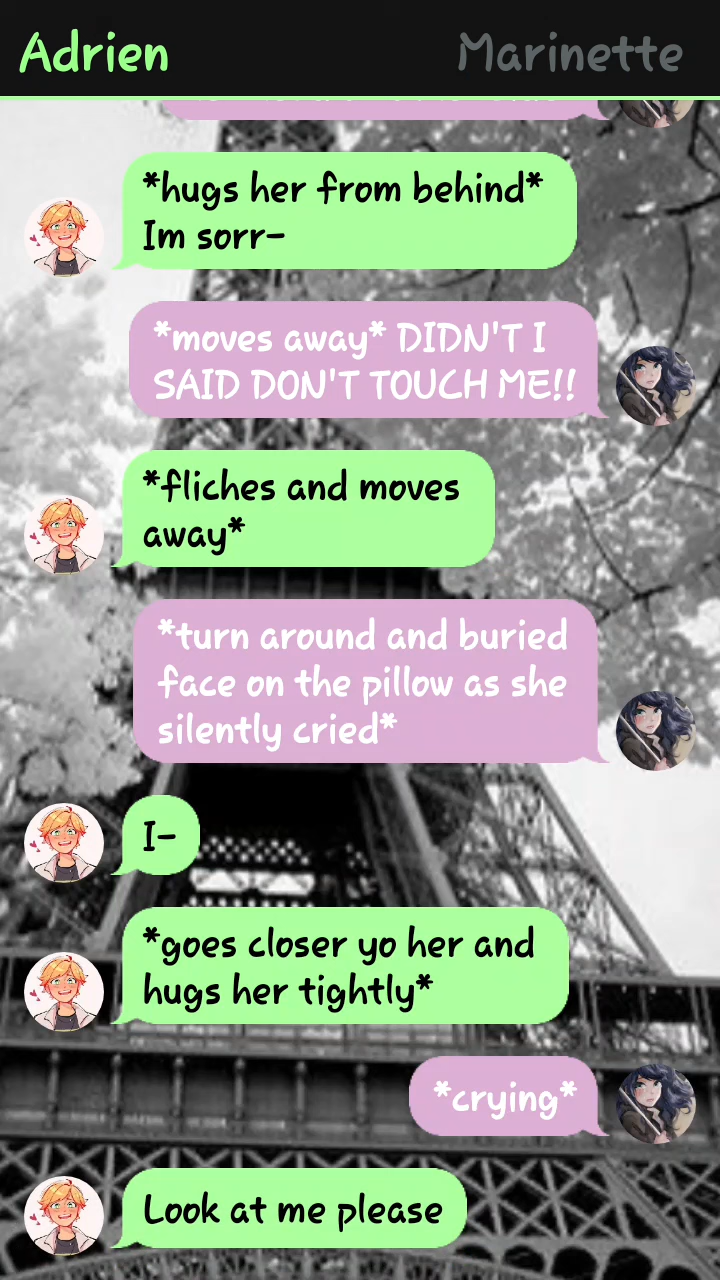 Adrien
Marinette
*hugs her from behind*
Im sorr-
*moves away* DIDN'T I
SAID DON'T TOUCH ME!!
*fliches and moves
away*
*turn around and buried
face on the pillow as she
silently cried*
I-
*goes closer yo her and
hugs her tightly*
*crying*
Look at me please